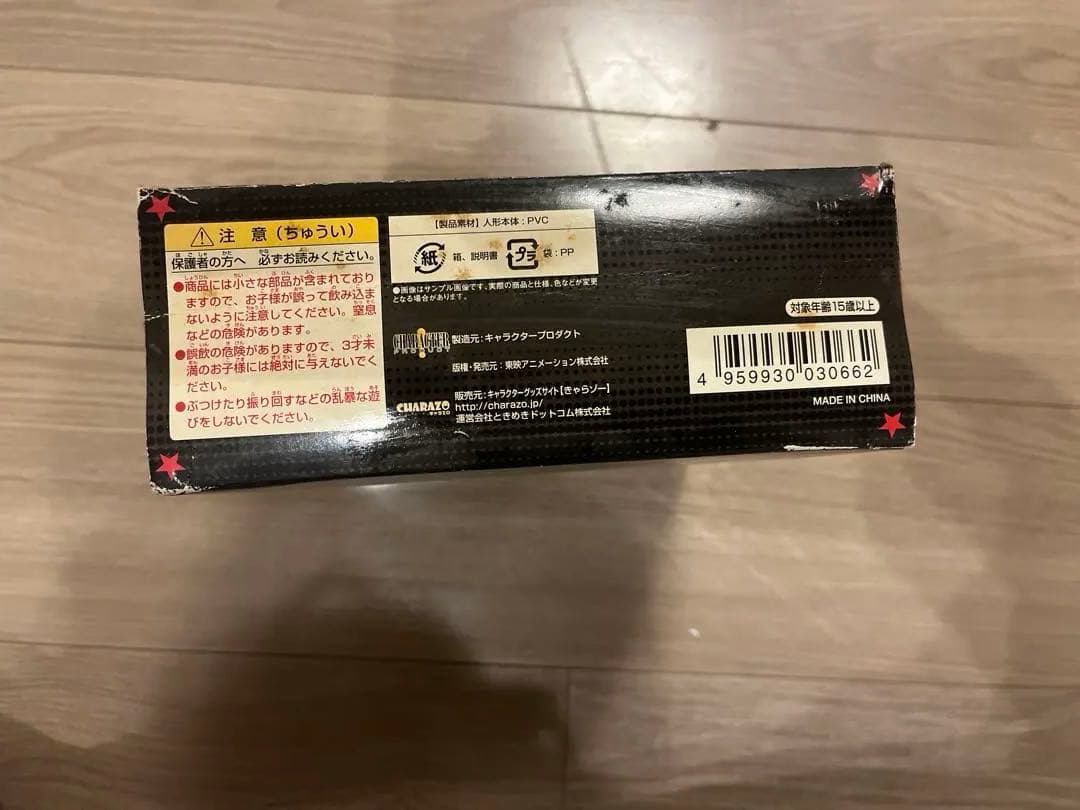 注 意（ちゅうい）
保護者の方へ 必ずお読みください。
●商品には小さな部品が含まれており
ますので、お子様が誤って飲み込ま
ないように注意してください。窒息
などの危険があります。
●誤飲の危険がありますので、3才未
満のお子様には絶対に与えないでく
ださい。
●ぶつけたり振り回すなどの乱暴な遊
びをしないでください。
【製品素材】人形本体：PVC
紙 箱、説明書 プラ 袋：PP
●画像はサンプル画像です、実際の商品と仕様、色などが変更
となる場合があります。
CHARACTER PRODUCT
製造元：キャラクタープロダクト
版権・発売元：東映アニメーション株式会社
CHARAZO
販売元：キャラクターグッズサイト【きゃらゾー】
http://charazo.jp/
運営会社ときめきドットコム株式会社
対象年齢15歳以上
4 959930 030662
MADE IN CHINA